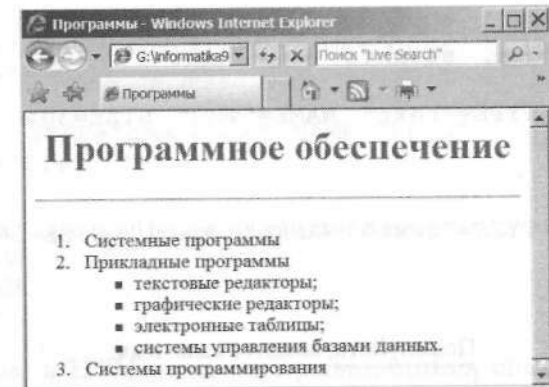 Программы - Windows Internet Explorer
G:\Informatika9
Поиск "Live Search"
Программы
Программное обеспечение
1. Системные программы
2. Прикладные программы
▪ текстовые редакторы;
▪ графические редакторы;
▪ электронные таблицы;
▪ системы управления базами данных.
3. Системы программирования